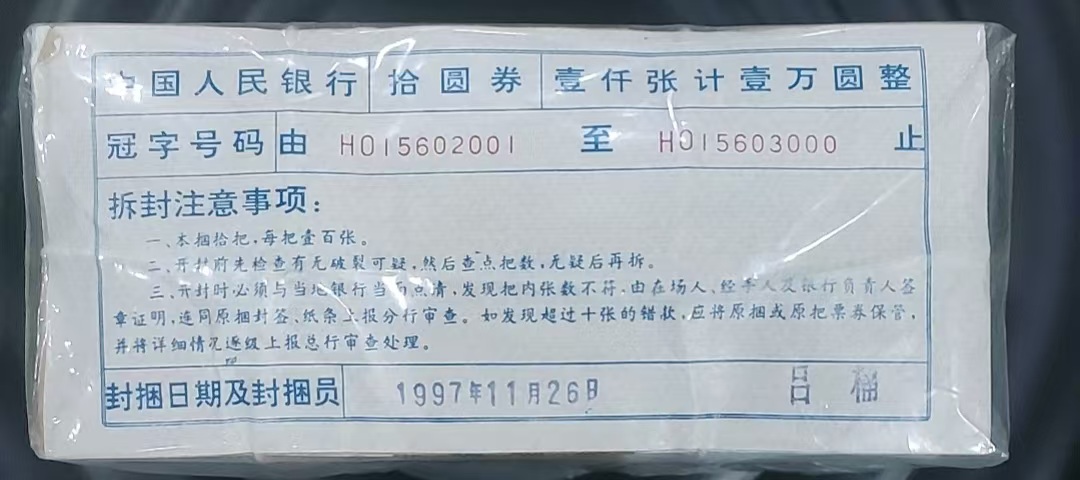 中国人民银行 拾圆券 壹仟张计壹万圆整
冠字号码由 HO15602001 至 HO15603000 止
拆封注意事项：
一、本捆拾把，每把壹百张。
二、开封前先检查有无破裂可疑，然后查点把数，无疑后再拆。
三、开封时必须与当地银行当面点清，发现把内张数不符，由在场人、经手人及银行负责人签
章证明，连同原捆封签、纸条上报分行审查。如发现超过十张的错款，应将原捆或原把票券保管，
并将详细情况逐级上报总行审查处理。
封捆日期及封捆员 1997年11月26日 吕